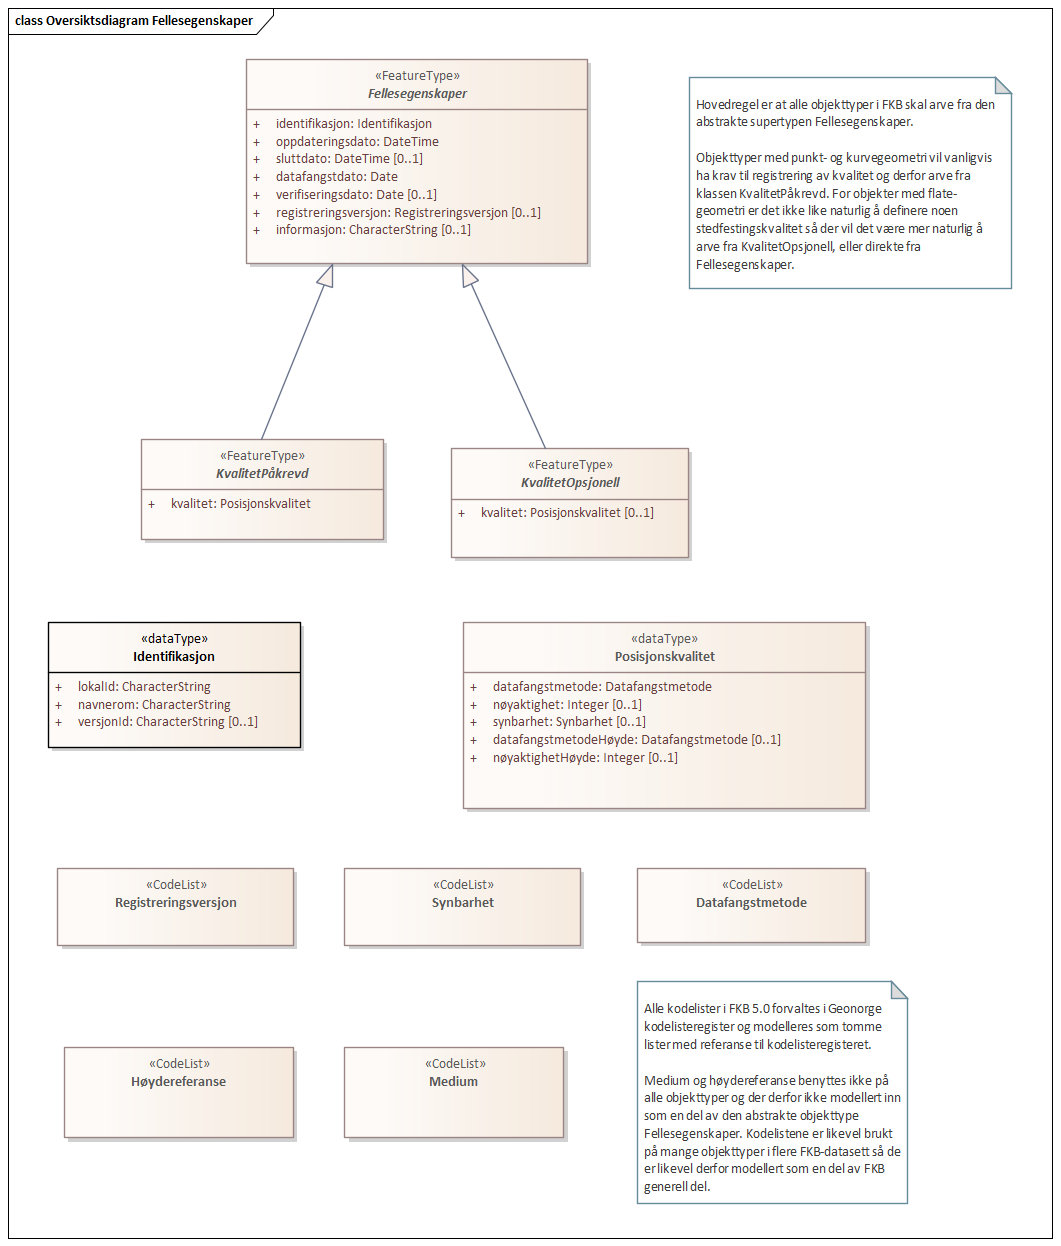 class Oversiktsdiagram Fellesegenskaper
«FeatureType»
Fellesegenskaper
+ identifikasjon: Identifikasjon
+ oppdateringsdato: DateTime
+ sluttdato: DateTime [0..1]
+ datafangstdato: Date
+ verifiseringsdato: Date [0..1]
+ registreringsversjon: Registreringsversjon [0..1]
+ informasjon: CharacterString [0..1]
Hovedregel er at alle objekttyper i FKB skal arve fra den
abstrakte supertypen Fellesegenskaper.
Objekttyper med punkt- og kurvegeometri vil vanligvis
ha krav til registrering av kvalitet og derfor arve fra
klassen KvalitetPåkrevd. For objekter med flate-
geometri er det ikke like naturlig å definere noen
stedfestingskvalitet så der vil det være mer naturlig å
arve fra KvalitetOpsjonell, eller direkte fra
Fellesegenskaper.
«FeatureType»
KvalitetPåkrevd
+ kvalitet: Posisjonskvalitet
«FeatureType»
KvalitetOpsjonell
+ kvalitet: Posisjonskvalitet [0..1]
«dataType»
Identifikasjon
+ lokalId: CharacterString
+ navnerom: CharacterString
+ versjonId: CharacterString [0..1]
«dataType»
Posisjonskvalitet
+ datafangstmetode: Datafangstmetode
+ nøyaktighet: Integer [0..1]
+ synbarhet: Synbarhet [0..1]
+ datafangstmetodeHøyde: Datafangstmetode [0..1]
+ nøyaktighetHøyde: Integer [0..1]
«CodeList»
Registreringsversjon
«CodeList»
Synbarhet
«CodeList»
Datafangstmetode
«CodeList»
Høydereferanse
«CodeList»
Medium
Alle kodelister i FKB 5.0 forvaltes i Geonorge
kodelisteregister og modelleres som tomme
lister med referanse til kodelisteregisteret.
Medium og høydereferanse benyttes ikke på
alle objekttyper og der derfor ikke modellert inn
som en del av den abstrakte objekttype
Fellesegenskaper. Kodelistene er likevel brukt
på mange objekttyper i flere FKB-datasett så de
er likevel derfor modellert som en del av FKB
generell del.